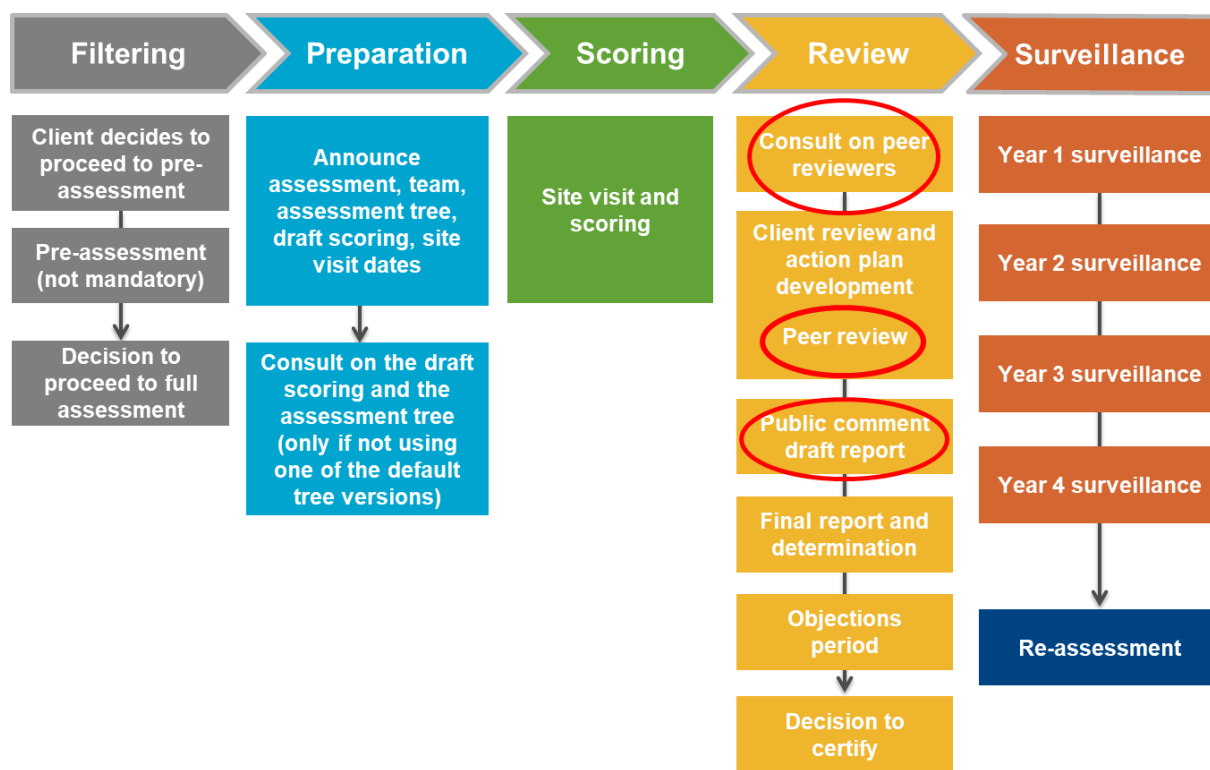 Filtering
Preparation
Scoring
Review
Surveillance
Client decides to
proceed to pre-
assessment
Pre-assessment
(not mandatory)
Decision to
proceed to full
assessment
Announce
assessment, team,
assessment tree,
draft scoring, site
visit dates
Consult on the draft
scoring and the
assessment tree
(only if not using
one of the default
tree versions)
Site visit and
scoring
Consult on peer
reviewers
Client review and
action plan
development
Peer review
Public comment
draft report
Final report and
determination
Objections
period
Decision to
certify
Year 1 surveillance
Year 2 surveillance
Year 3 surveillance
Year 4 surveillance
Re-assessment